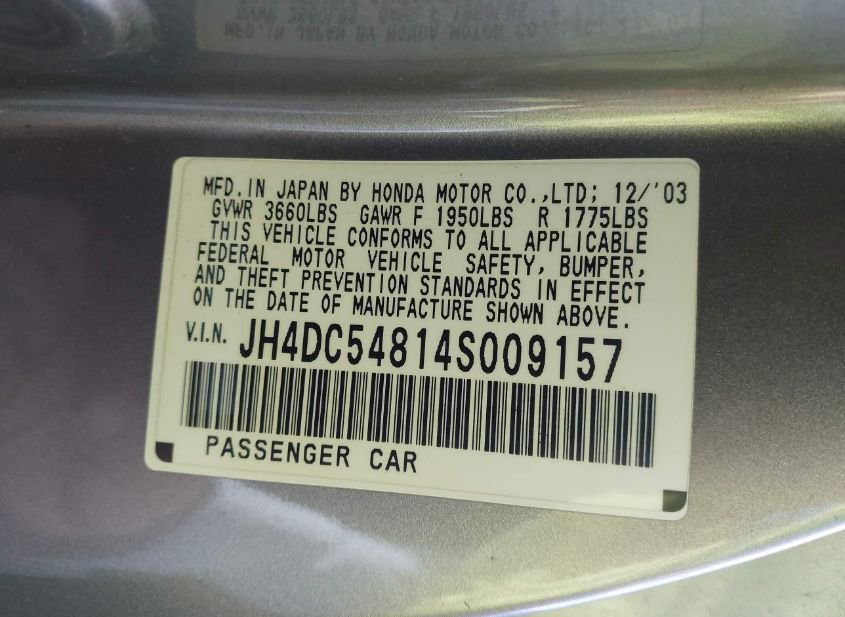 MFD.IN JAPAN BY HONDA MOTOR CO.,LTD; 12/'03
GVWR 3660LBS GAWR F 1950LBS R 1775LBS
THIS VEHICLE CONFORMS TO ALL APPLICABLE
FEDERAL MOTOR VEHICLE SAFETY, BUMPER,
AND THEFT PREVENTION STANDARDS IN EFFECT
ON THE DATE OF MANUFACTURE SHOWN ABOVE.
V.I.N. JH4DC54814S009157
PASSENGER CAR